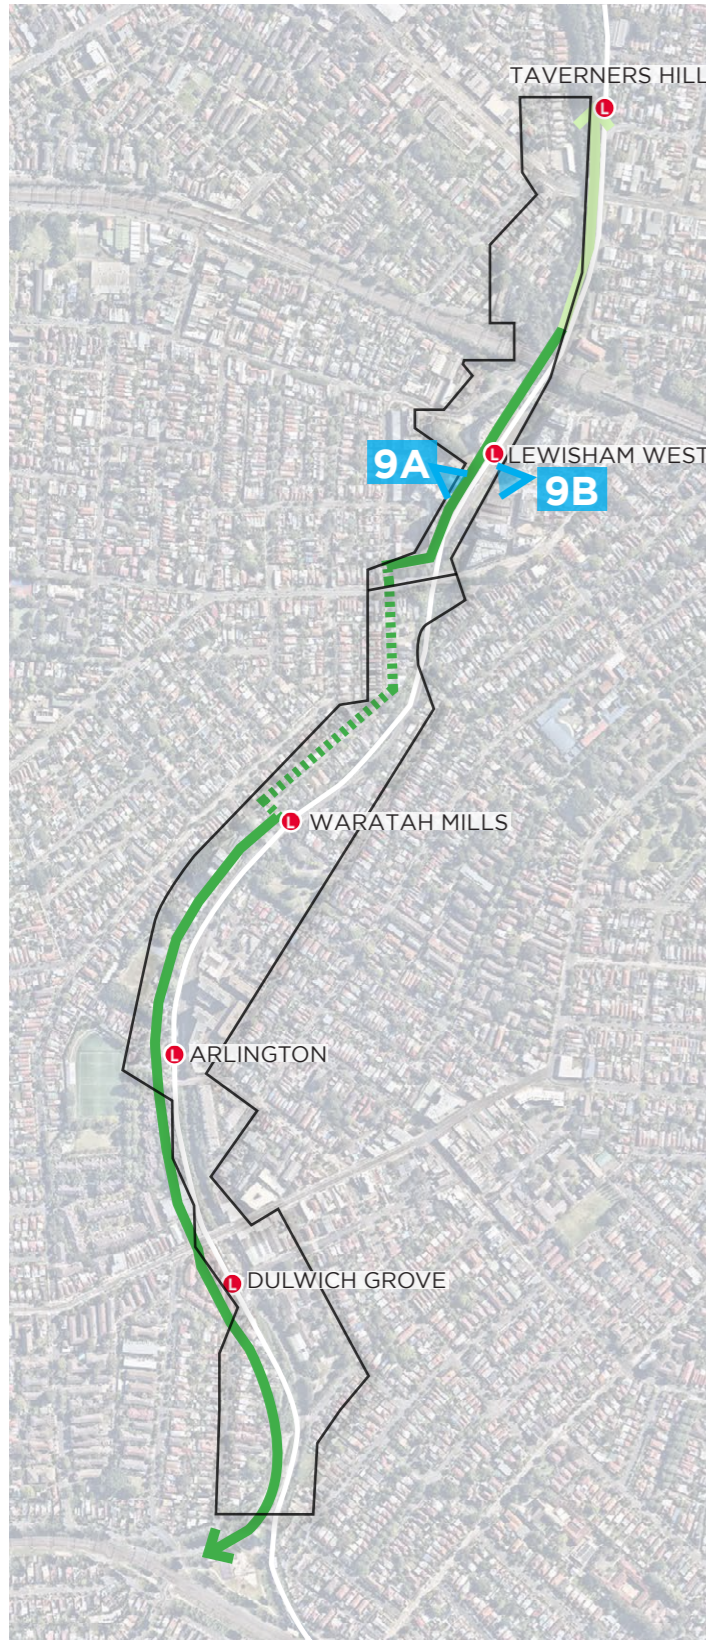 TAVERNERS HILL
L
L
LEWISHAM WEST
9A
9B
L
WARATAH MILLS
L
ARLINGTON
L
DULWICH GROVE